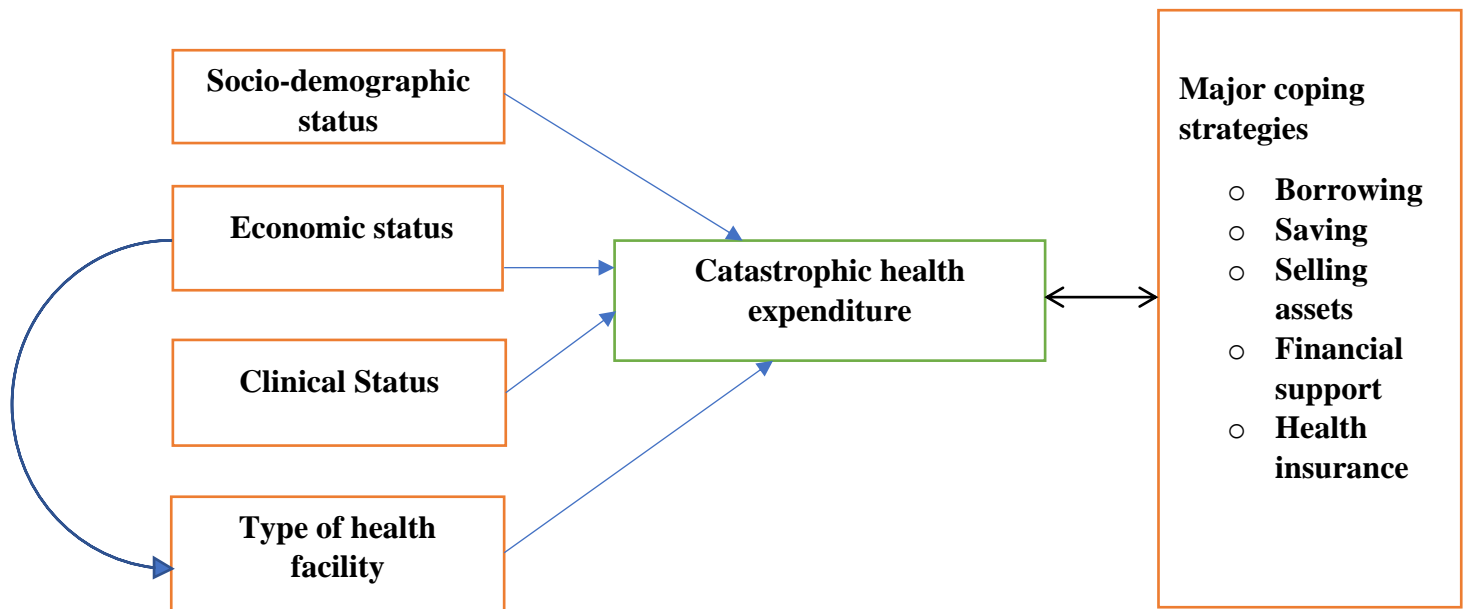 Socio-demographic
status
Economic status
Clinical Status
Type of health
facility
Catastrophic health
expenditure
Major coping
strategies
o Borrowing
o Saving
o Selling
assets
o Financial
support
o Health
insurance